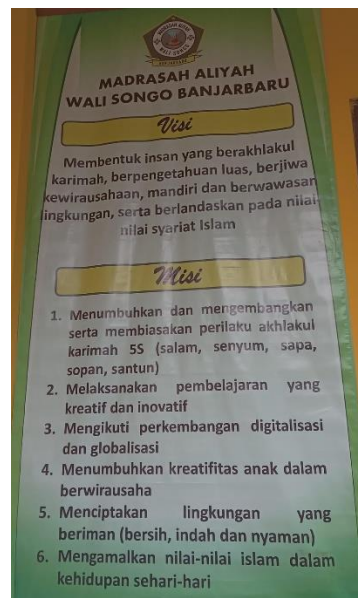 MADRASAH ALIYAH
WALI SONGO BANJARBARU
Visi
Membentuk insan yang berakhlakul
karimah, berpengetahuan luas, berjiwa
kewirausahaan, mandiri dan berwawasan
lingkungan, serta berlandaskan pada nilai-
nilai syariat Islam
Misi
1. Menumbuhkan dan mengembangkan
serta membiasakan perilaku akhlakul
karimah 5S (salam, senyum, sapa,
sopan, santun)
2. Melaksanakan pembelajaran yang
kreatif dan inovatif
3. Mengikuti perkembangan digitalisasi
dan globalisasi
4. Menumbuhkan kreatifitas anak dalam
berwirausaha
5. Menciptakan lingkungan yang
beriman (bersih, indah dan nyaman)
6. Mengamalkan nilai-nilai islam dalam
kehidupan sehari-hari